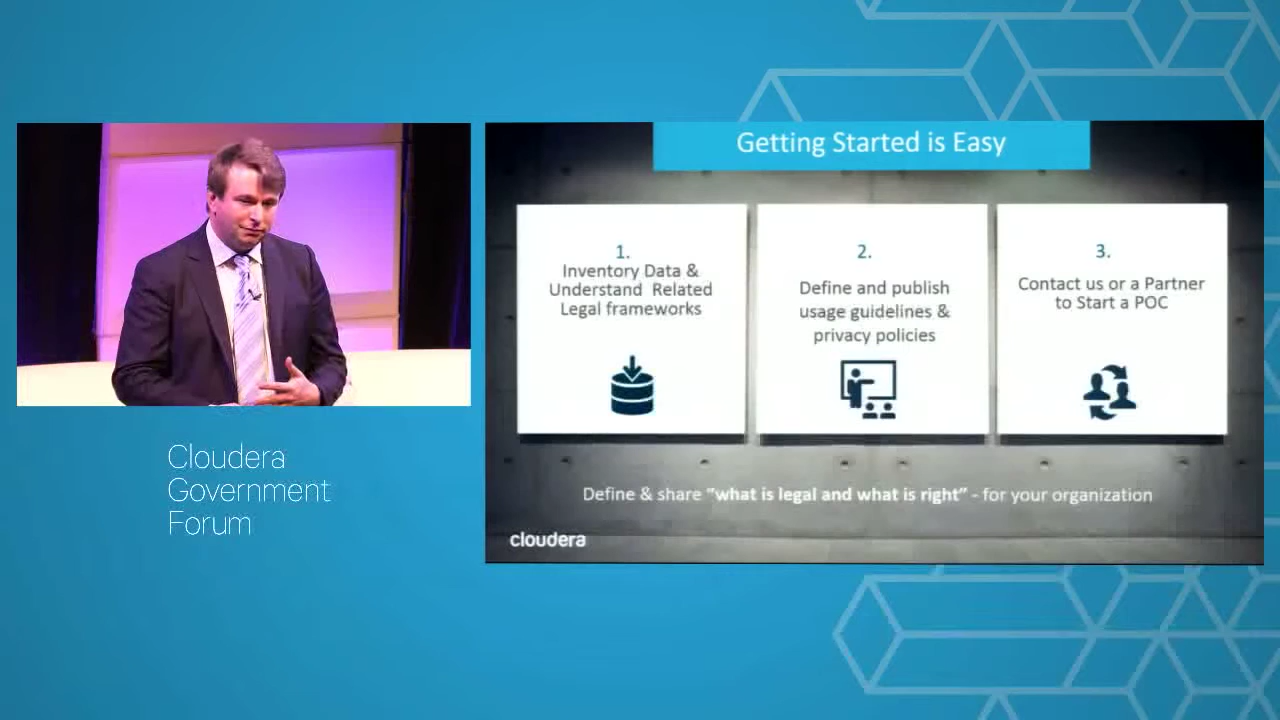 Getting Started is Easy
1.
Inventory Data &
Understand Related
Legal frameworks
2.
Define and publish
usage guidelines &
privacy policies
3.
Contact us or a Partner
to Start a POC
Define & share "what is legal and what is right" - for your organization
cloudera
Cloudera
Government
Forum